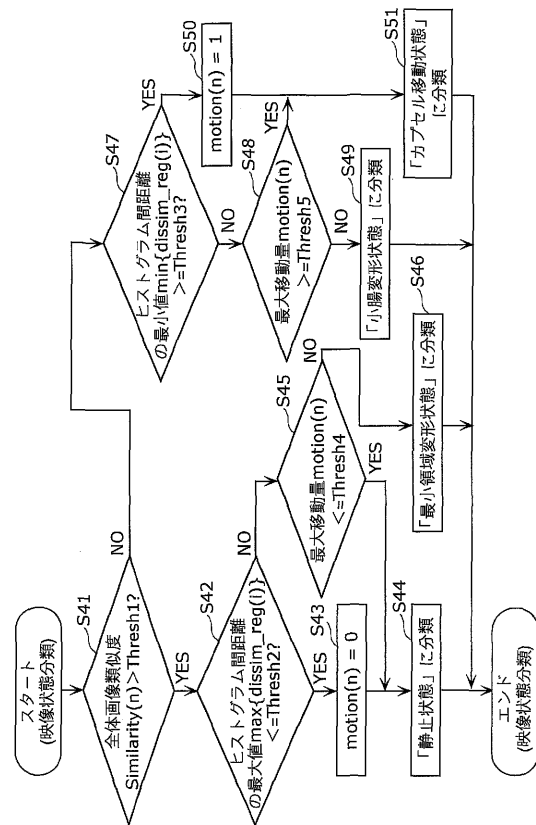 スタート
(映像状態分類)
S41
全体画像類似度
Similarity(n)>Thresh1?
NO
YES
S42
ヒストグラム間距離
の最大値max{dissim_reg(i)}
<=Thresh2?
NO
YES
S43
motion(n) = 0
S44
「静止状態」に分類
S45
最大移動量motion(n)
<=Thresh4
NO
YES
S46
「最小領域変形状態」に分類
S47
ヒストグラム間距離
の最小値min{dissim_reg(i)}
>=Thresh3?
YES
NO
S48
最大移動量motion(n)
>=Thresh5
YES
NO
S49
「小腸変形状態」に分類
S50
motion(n) = 1
S51
「カプセル移動状態」
に分類
エンド
(映像状態分類)